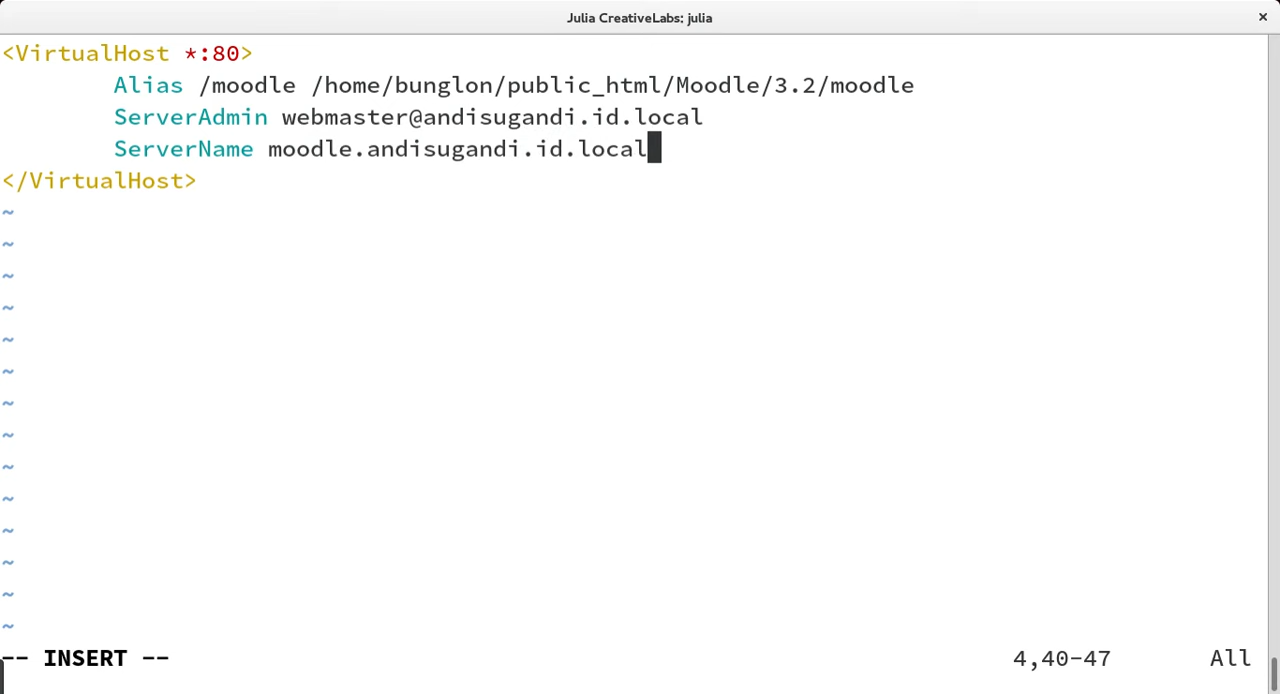 Julia CreativeLabs: julia ×
<VirtualHost *:80>
        Alias /moodle /home/bunglon/public_html/Moodle/3.2/moodle
        ServerAdmin webmaster@andisugandi.id.local
        ServerName moodle.andisugandi.id.local
</VirtualHost>
~
~
~
~
~
~
~
~
~
~
~
~
~
~
-- INSERT -- 4,40-47 All